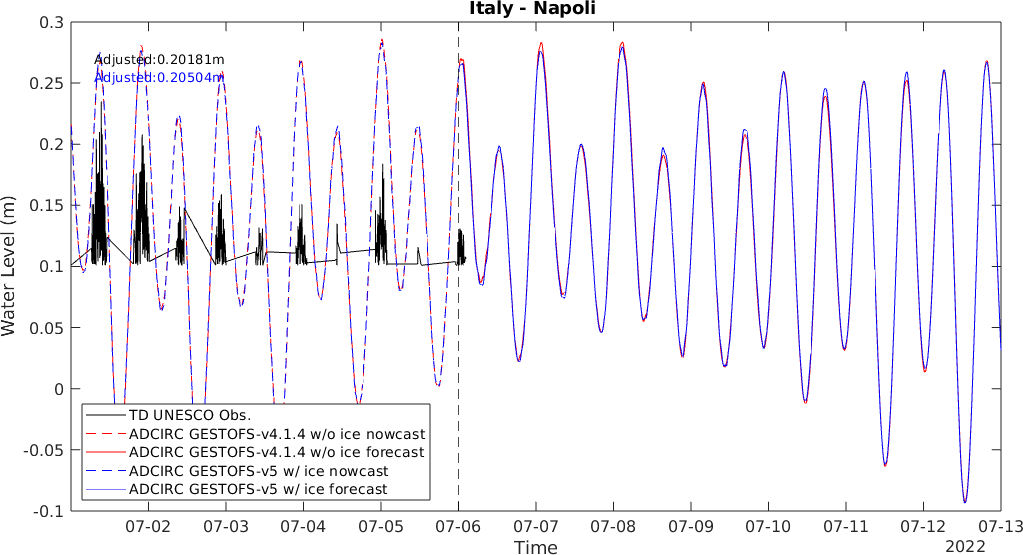 Italy - Napoli
0.3
0.25
0.2
0.15
0.1
0.05
0
-0.05
-0.1
Water Level (m)
Adjusted:0.20181m
Adjusted:0.20504m
TD UNESCO Obs.
ADCIRC GESTOFS-v4.1.4 w/o ice nowcast
ADCIRC GESTOFS-v4.1.4 w/o ice forecast
ADCIRC GESTOFS-v5 w/ ice nowcast
ADCIRC GESTOFS-v5 w/ ice forecast
07-02 07-03 07-04 07-05 07-06 07-07 07-08 07-09 07-10 07-11 07-12 07-13
Time
2022